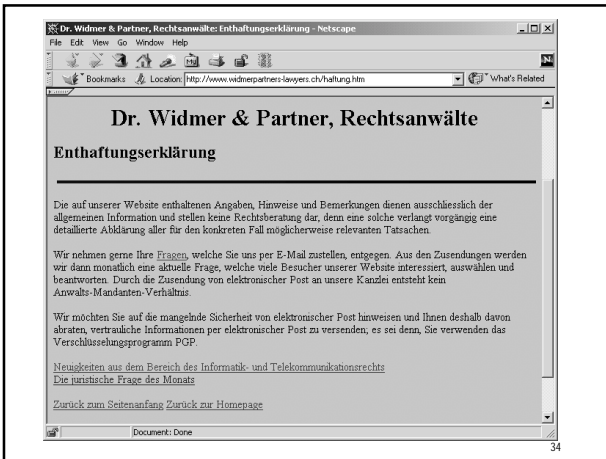 Dr. Widmer & Partner, Rechtsanwälte: Enthaftungserklärung - Netscape
File Edit View Go Window Help
Bookmarks Location: http://www.widmerpartners-lawyers.ch/haftung.htm What's Related
Dr. Widmer & Partner, Rechtsanwälte
Enthaftungserklärung
Die auf unserer Website enthaltenen Angaben, Hinweise und Bemerkungen dienen ausschliesslich der
allgemeinen Information und stellen keine Rechtsberatung dar, denn eine solche verlangt vorgängig eine
detaillierte Abklärung aller für den konkreten Fall möglicherweise relevanten Tatsachen.
Wir nehmen gerne Ihre Fragen, welche Sie uns per E-Mail zustellen, entgegen. Aus den Zusendungen werden
wir dann monatlich eine aktuelle Frage, welche viele Besucher unserer Website interessiert, auswählen und
beantworten. Durch die Zusendung von elektronischer Post an unsere Kanzlei entsteht kein
Anwalts-Mandanten-Verhältnis.
Wir möchten Sie auf die mangelnde Sicherheit von elektronischer Post hinweisen und Ihnen deshalb davon
abraten, vertrauliche Informationen per elektronischer Post zu versenden; es sei denn, Sie verwenden das
Verschlüsselungsprogramm PGP.
Neuigkeiten aus dem Bereich des Informatik- und Telekommunikationsrechts
Die juristische Frage des Monats
Zurück zum Seitenanfang Zurück zur Homepage
Document: Done
34